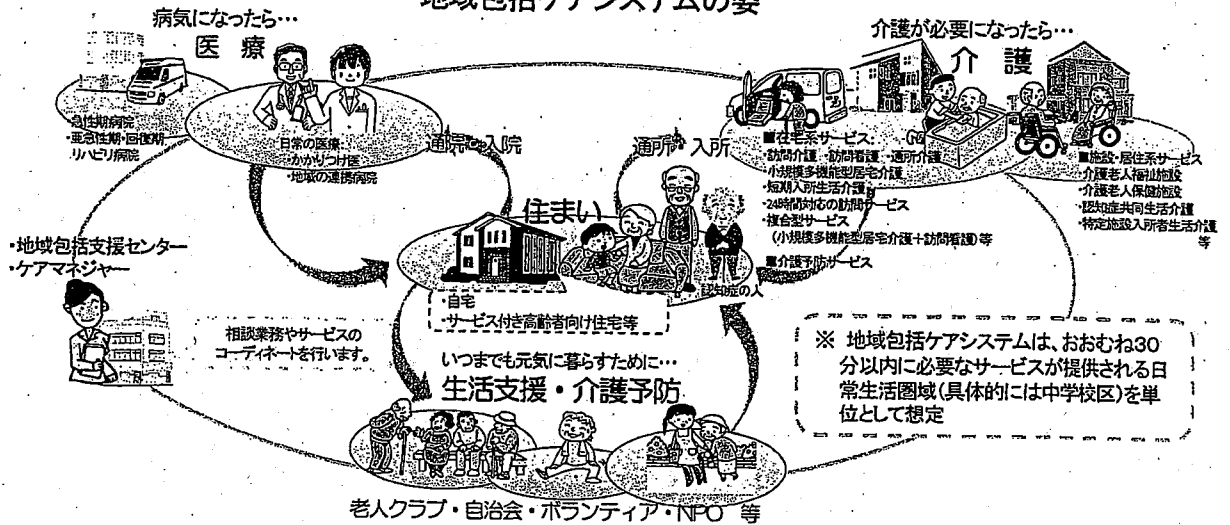 地域包括ケアシステムの姿
病気になったら…
医 療
急性期病院
・亜急性期・回復期
リハビリ病院
日常の医療:
・かかりつけ医
・地域の連携病院
通院・入院
通所・入所
介護が必要になったら…
介 護
■在宅系サービス:
・訪問介護・訪問看護・通所介護
・小規模多機能型居宅介護
・短期入所生活介護
・24時間対応の訪問サービス
・複合型サービス
(小規模多機能型居宅介護+訪問看護)等
■介護予防サービス
■施設・居住系サービス
介護老人福祉施設
・介護老人保健施設
・認知症共同生活介護
・特定施設入所者生活介護
等
住まい
認知症の人
・自宅
・サービス付き高齢者向け住宅等
・地域包括支援センター
・ケアマネジャー
相談業務やサービスの
コーディネートを行います。
いつまでも元気に暮らすために…
生活支援・介護予防
老人クラブ・自治会・ボランティア・NPO 等
※ 地域包括ケアシステムは、おおむね30
分以内に必要なサービスが提供される日
常生活圏域(具体的には中学校区)を単
位として想定